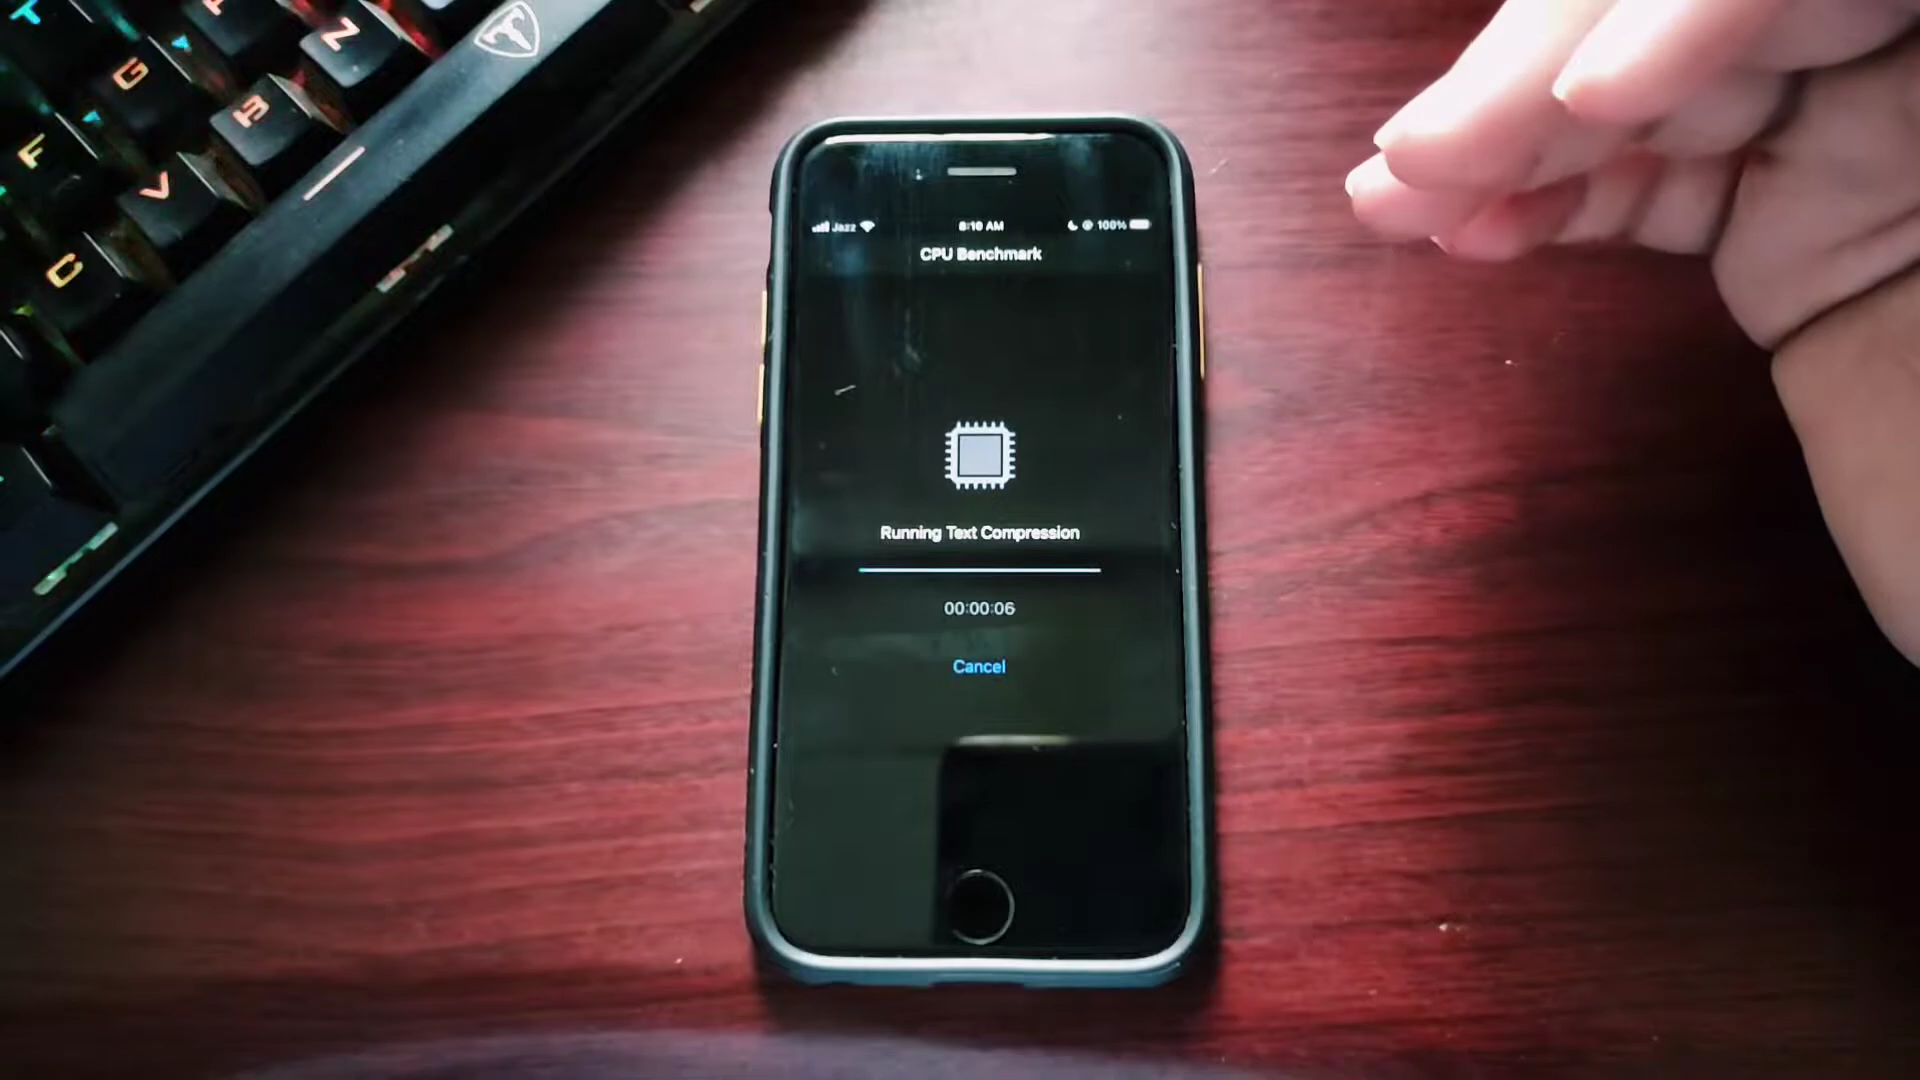 T
Z
G
B
F
V
C
Jazz
8:10 AM
100%
CPU Benchmark
Running Text Compression
00:00:06
Cancel